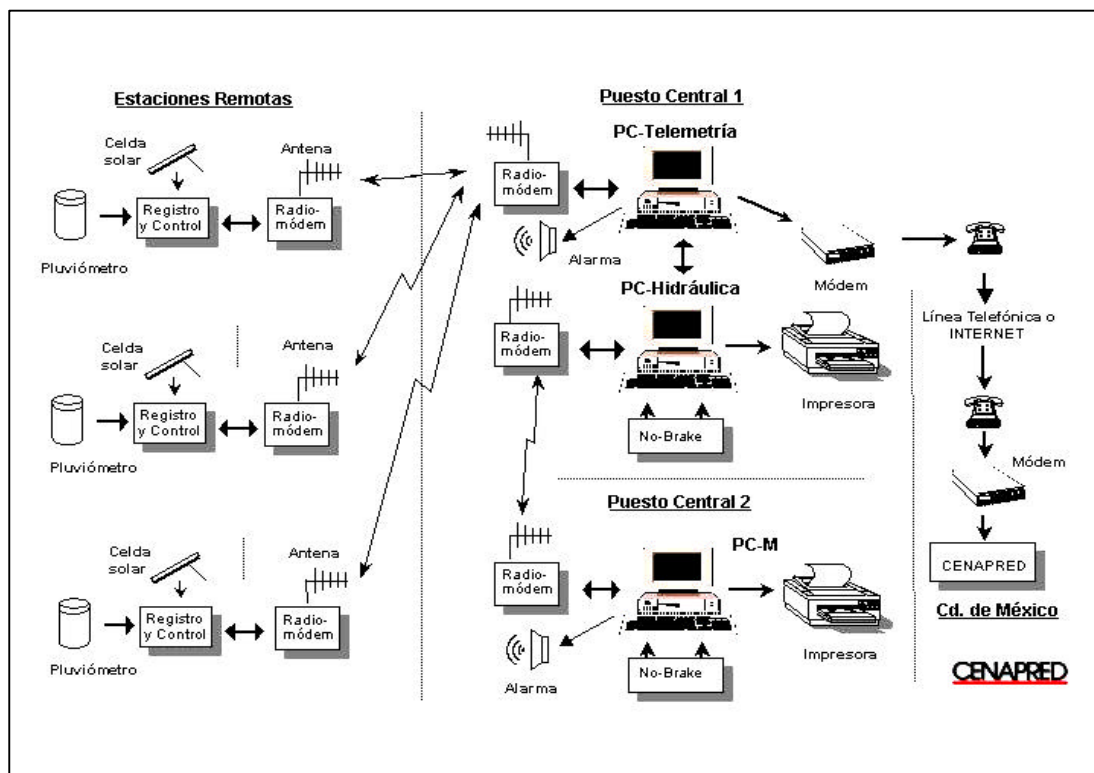 Estaciones Remotas
Celda
solar
Antena
Registro
y Control
Radio-
módem
Pluviómetro
Celda
solar
Antena
Registro
y Control
Radio-
módem
Pluviómetro
Celda
solar
Antena
Registro
y Control
Radio-
módem
Pluviómetro
Puesto Central 1
PC-Telemetría
Radio-
módem
Alarma
Módem
PC-Hidráulica
Radio-
módem
Impresora
No-Brake
Puesto Central 2
PC-M
Radio-
módem
Alarma
Impresora
No-Brake
Línea Telefónica o
INTERNET
Módem
CENAPRED
Cd. de México
CENAPRED